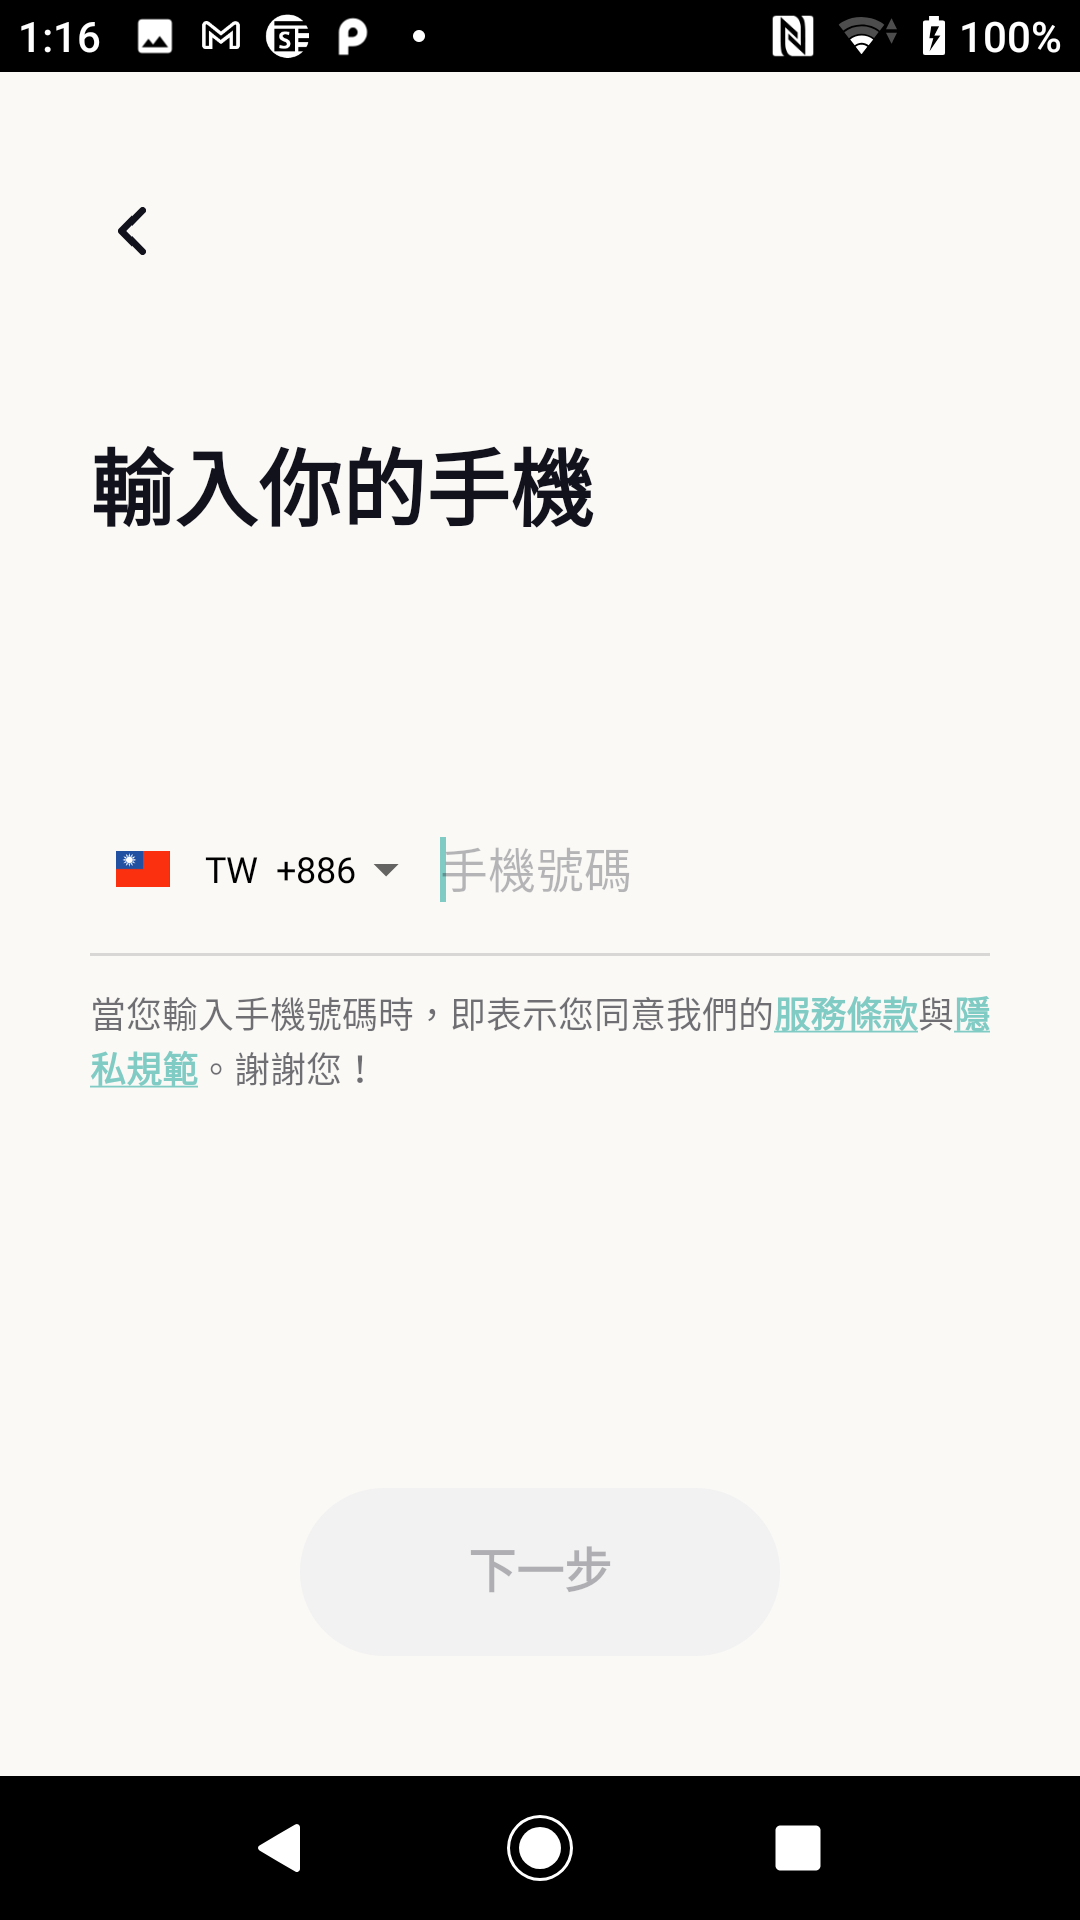 1:16
100%
輸入你的手機
TW +886
手機號碼
當您輸入手機號碼時，即表示您同意我們的服務條款與隱
私規範。謝謝您！
下一步